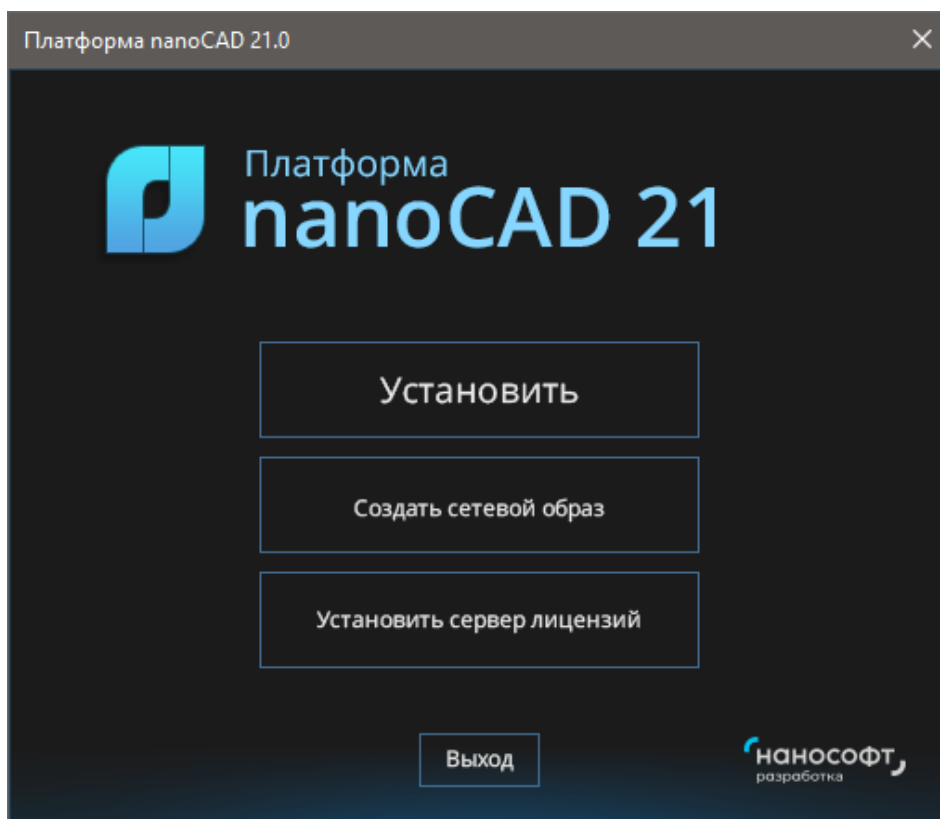 Платформа nanoCAD 21.0
Платформа
nanoCAD 21
Установить
Создать сетевой образ
Установить сервер лицензий
Выход
нанософт
разработка